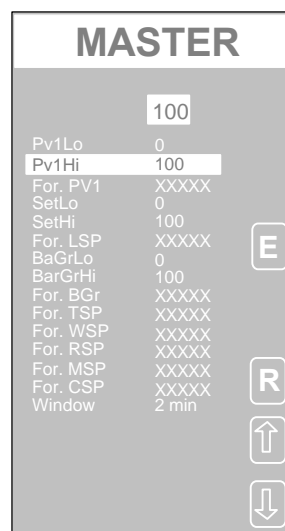 MASTER
100
Pv1Lo 0
Pv1Hi 100
For. PV1 XXXXX
SetLo 0
SetHi 100
For. LSP XXXXX
BaGrLo 0
BarGrHi 100
For. BGr XXXXX
For. TSP XXXXX
For. WSP XXXXX
For. RSP XXXXX
For. MSP XXXXX
For. CSP XXXXX
Window 2 min
E
R